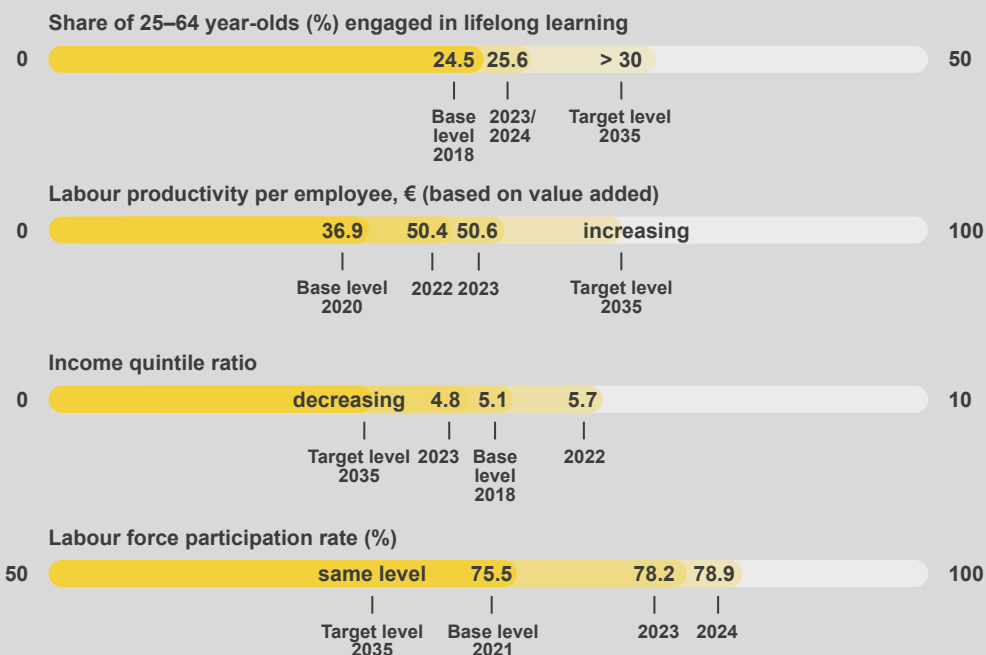 Share of 25–64 year-olds (%) engaged in lifelong learning
0 24.5 25.6 > 30 50
Base level 2018
2023/2024
Target level 2035
Labour productivity per employee, € (based on value added)
0 36.9 50.4 50.6 increasing 100
Base level 2020
2022
2023
Target level 2035
Income quintile ratio
0 decreasing 4.8 5.1 5.7 10
Target level 2035
2023
Base level 2018
2022
Labour force participation rate (%)
50 same level 75.5 78.2 78.9 100
Target level 2035
Base level 2021
2023
2024